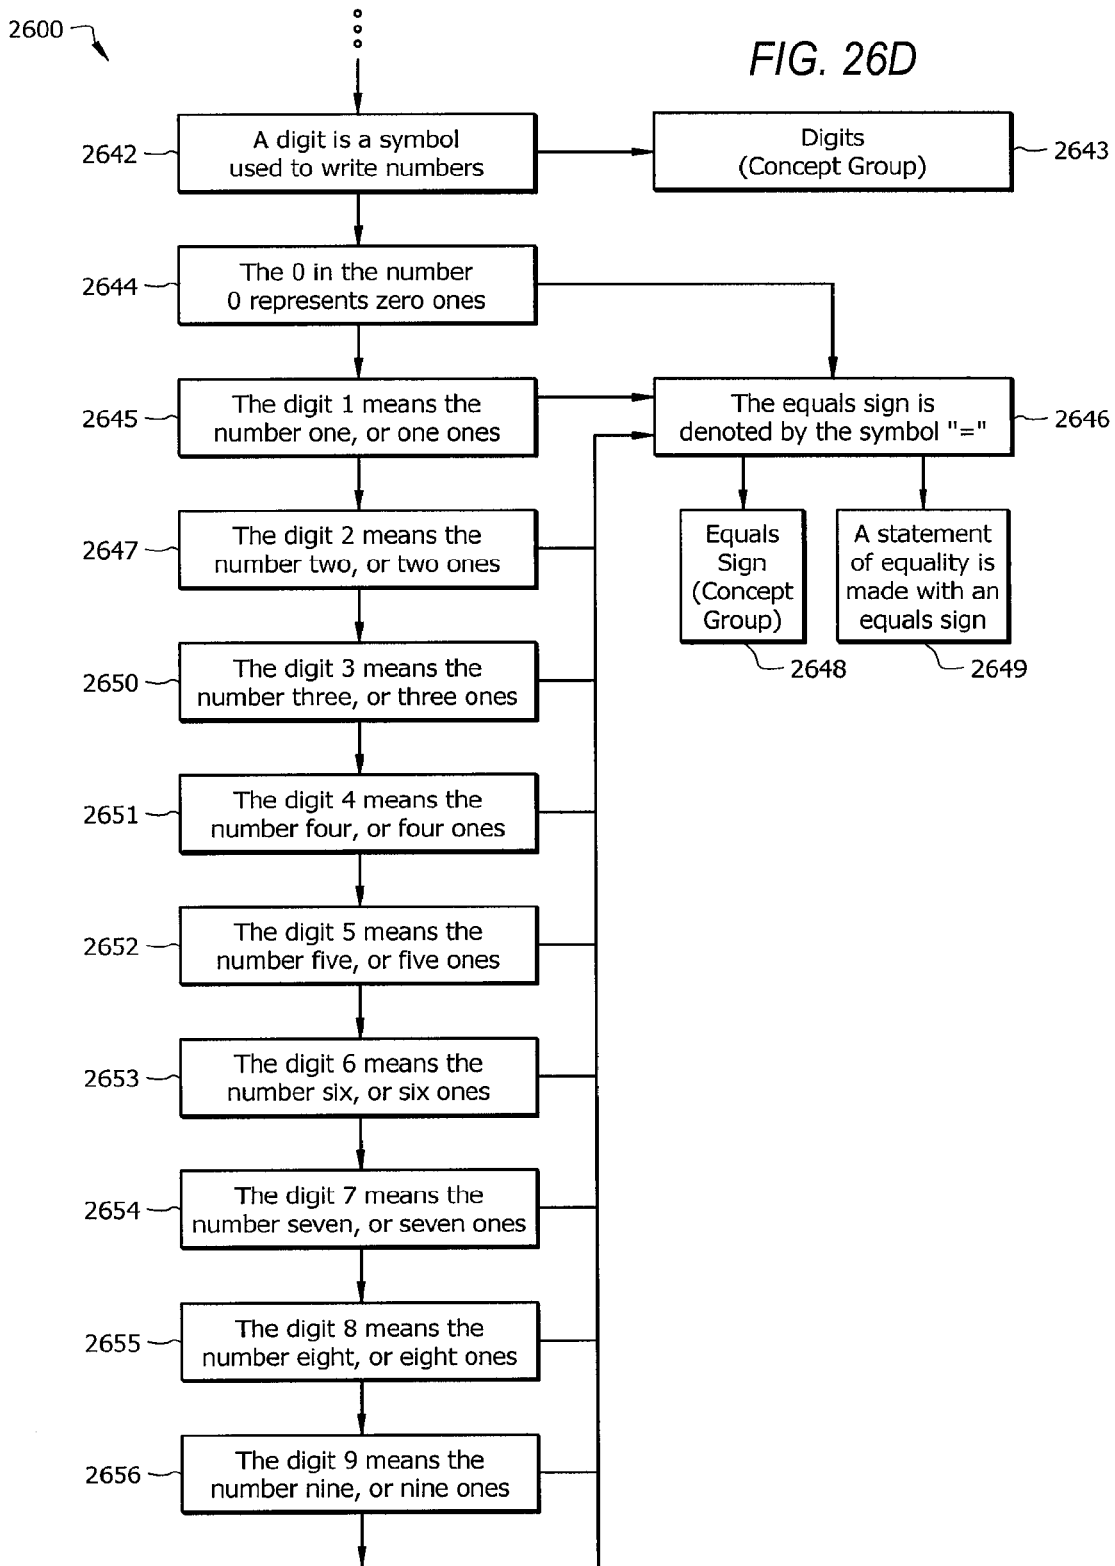 2600
FIG. 26D
2642
A digit is a symbol
used to write numbers
Digits
(Concept Group)
2643
2644
The 0 in the number
0 represents zero ones
2645
The digit 1 means the
number one, or one ones
The equals sign is
denoted by the symbol "="
2646
2647
The digit 2 means the
number two, or two ones
Equals
Sign
(Concept
Group)
2648
A statement
of equality is
made with an
equals sign
2649
2650
The digit 3 means the
number three, or three ones
2651
The digit 4 means the
number four, or four ones
2652
The digit 5 means the
number five, or five ones
2653
The digit 6 means the
number six, or six ones
2654
The digit 7 means the
number seven, or seven ones
2655
The digit 8 means the
number eight, or eight ones
2656
The digit 9 means the
number nine, or nine ones